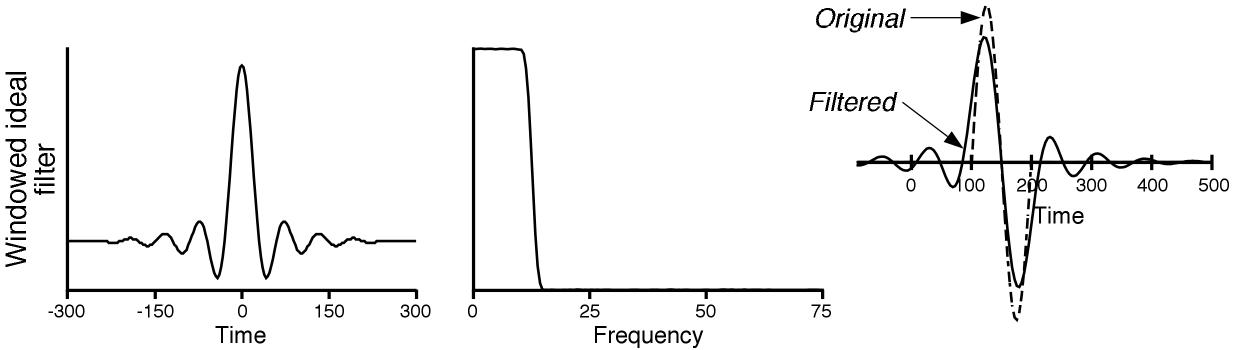 Windowed ideal
filter
-300 -150 0 150 300
Time
0 25 50 75
Frequency
Original
Filtered
0 100 200 300 400 500
Time